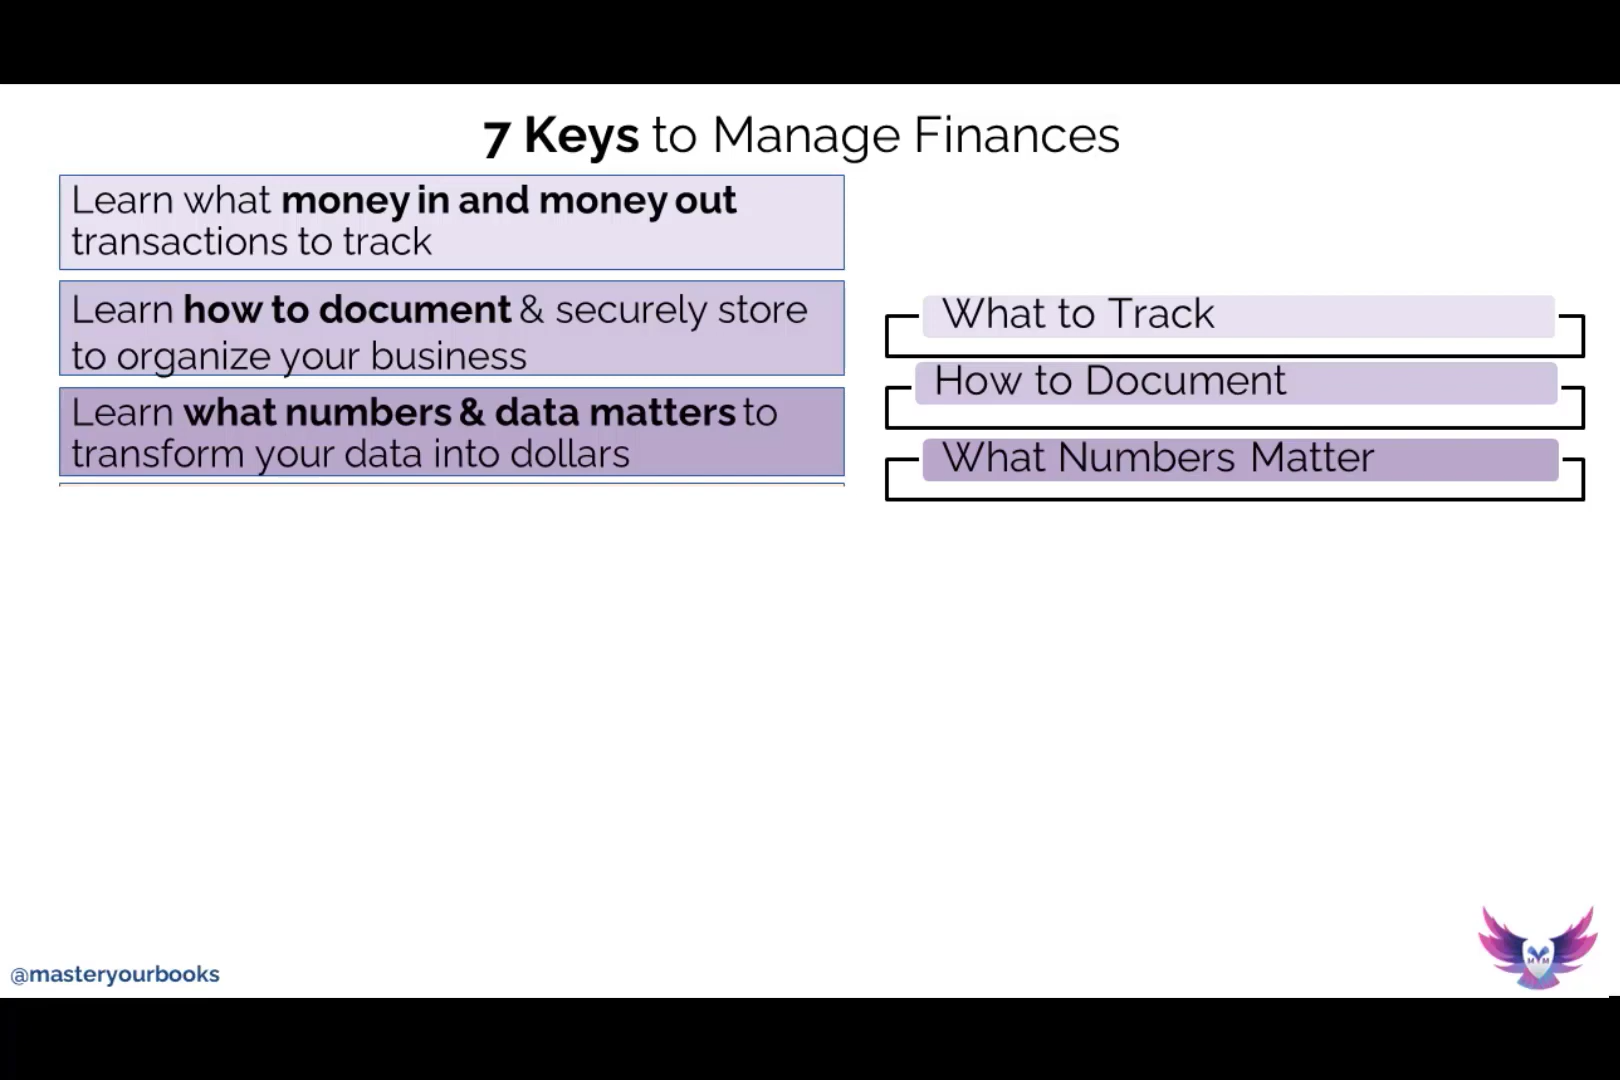 7 Keys to Manage Finances
Learn what money in and money out
transactions to track
Learn how to document & securely store
to organize your business
Learn what numbers & data matters to
transform your data into dollars
What to Track
How to Document
What Numbers Matter
@masteryourbooks
MYM